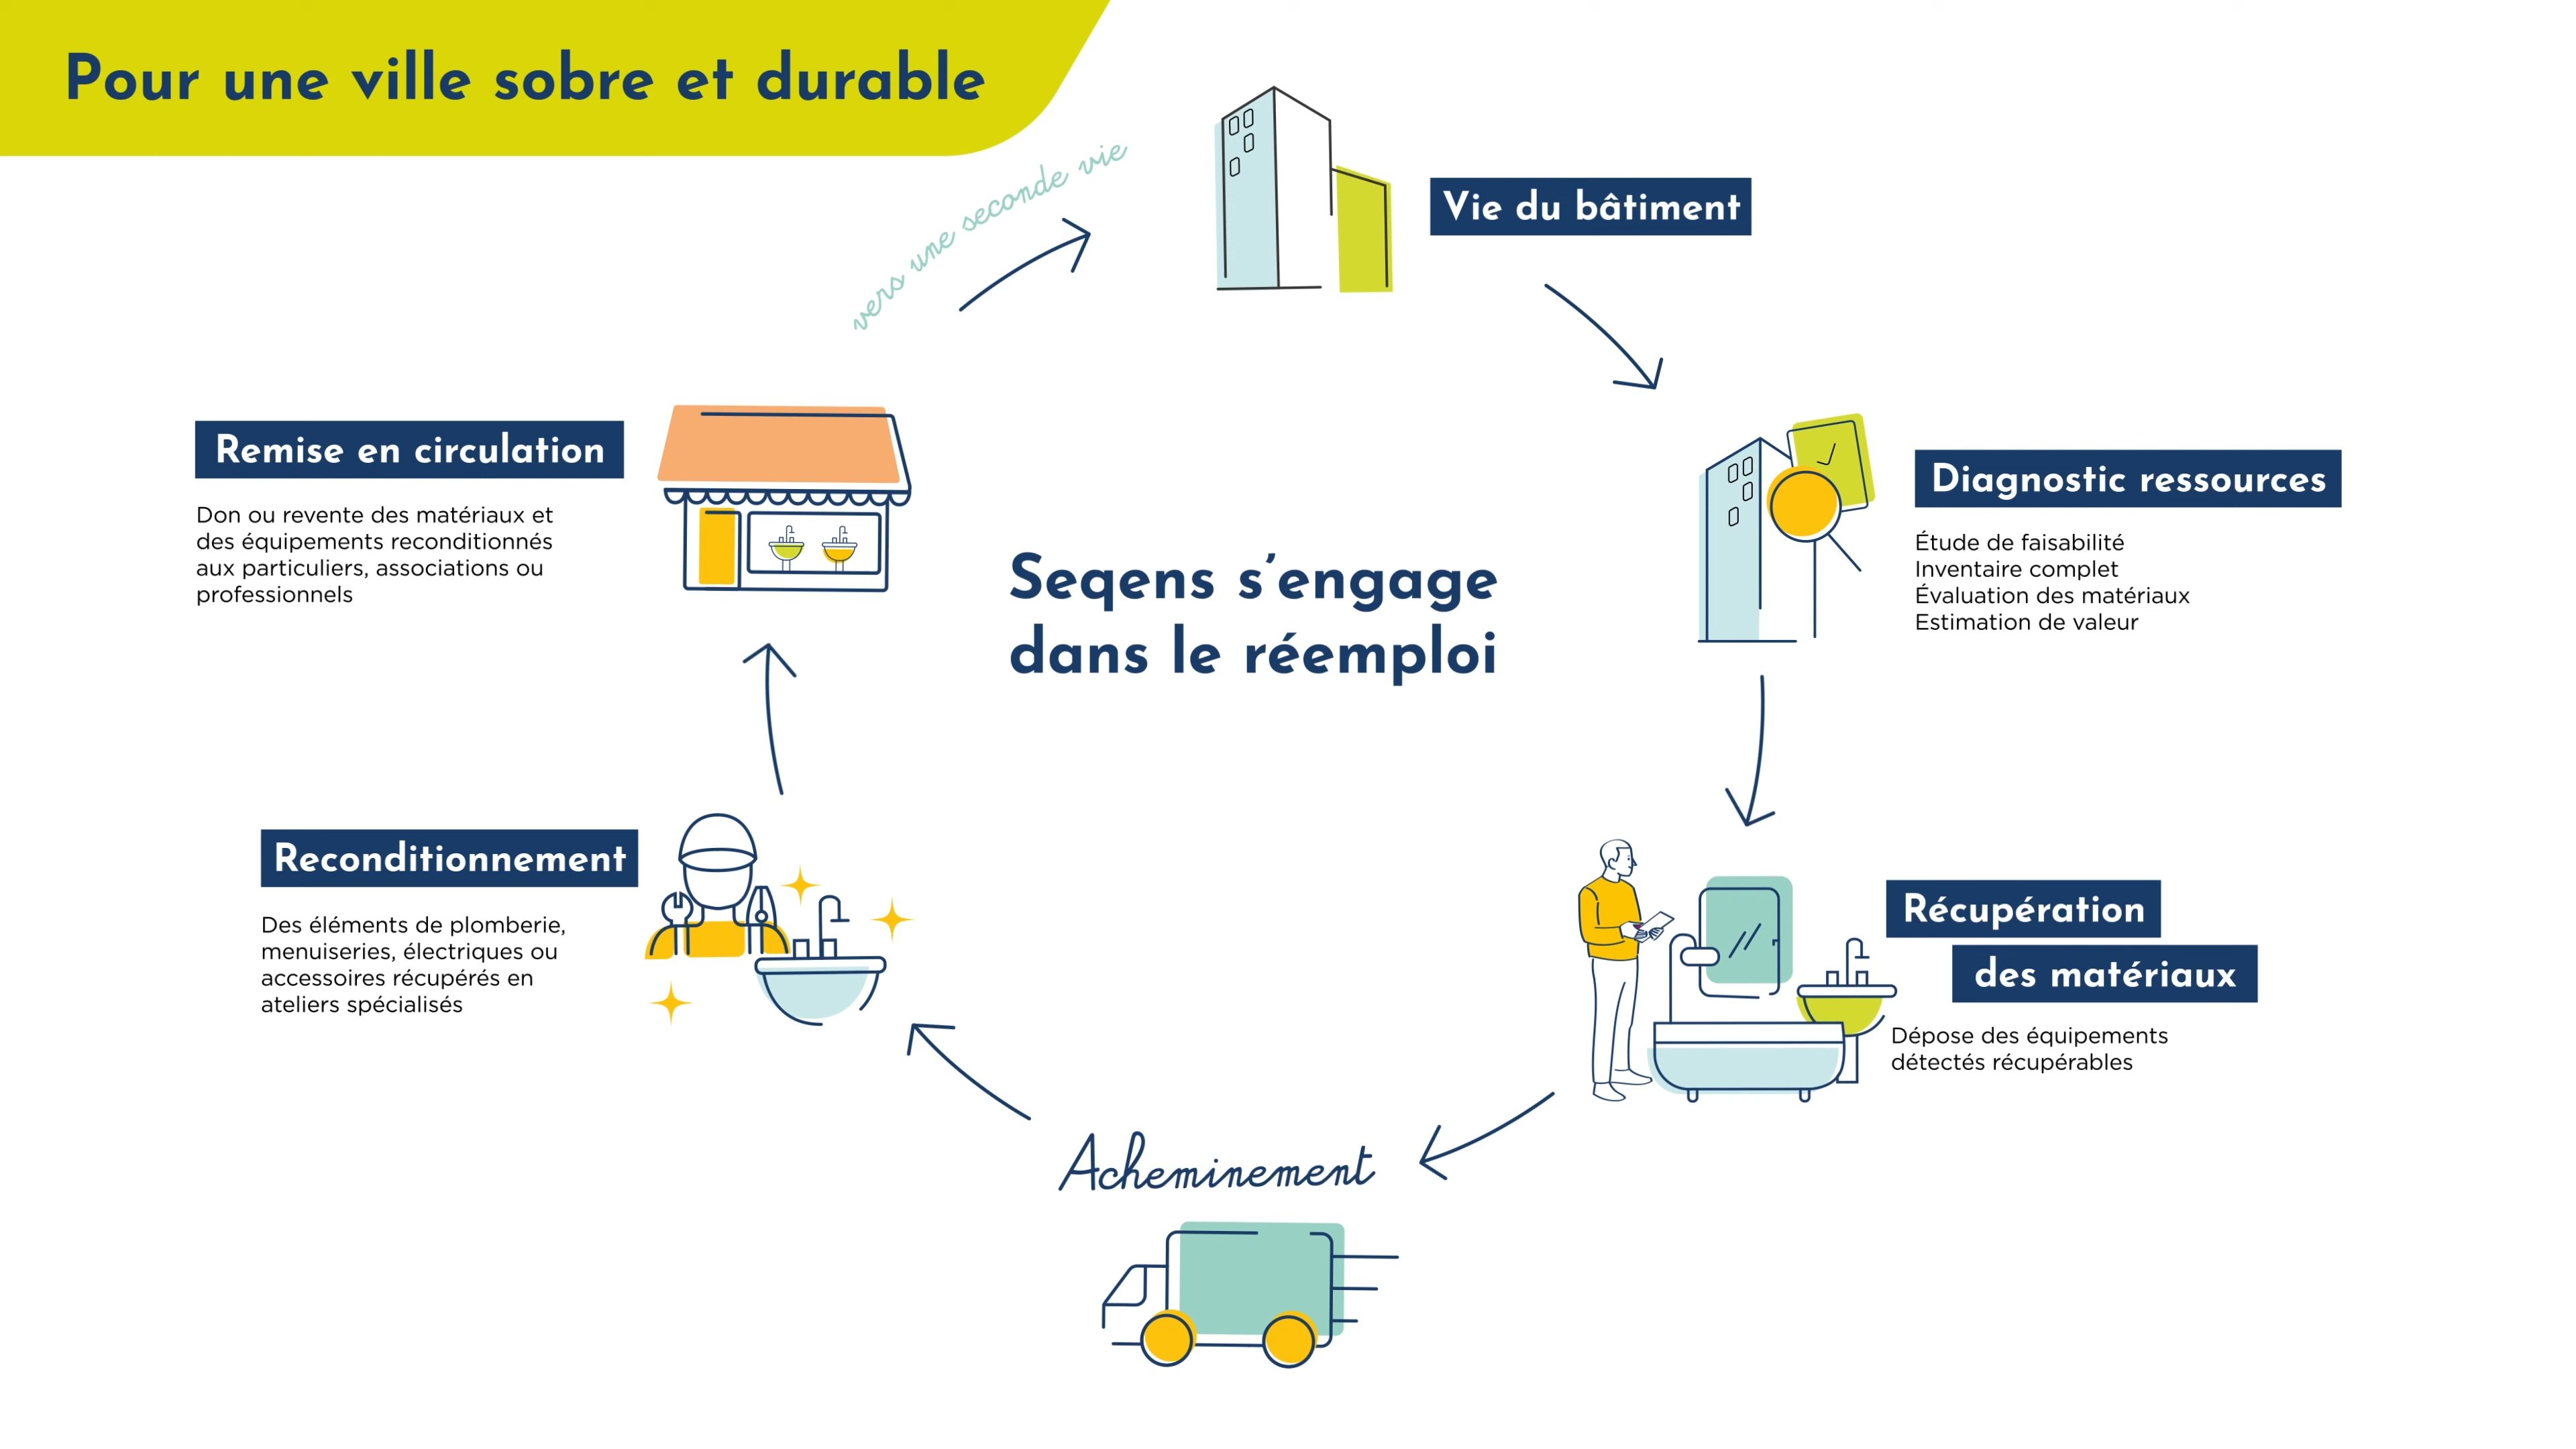 Pour une ville sobre et durable
vers une seconde vie
Vie du bâtiment
Diagnostic ressources
Étude de faisabilité
Inventaire complet
Évaluation des matériaux
Estimation de valeur
Récupération
des matériaux
Dépose des équipements
détectés récupérables
Acheminement
Reconditionnement
Des éléments de plomberie,
menuiseries, électriques ou
accessoires récupérés en
ateliers spécialisés
Remise en circulation
Don ou revente des matériaux et
des équipements reconditionnés
aux particuliers, associations ou
professionnels
Seqens s'engage
dans le réemploi